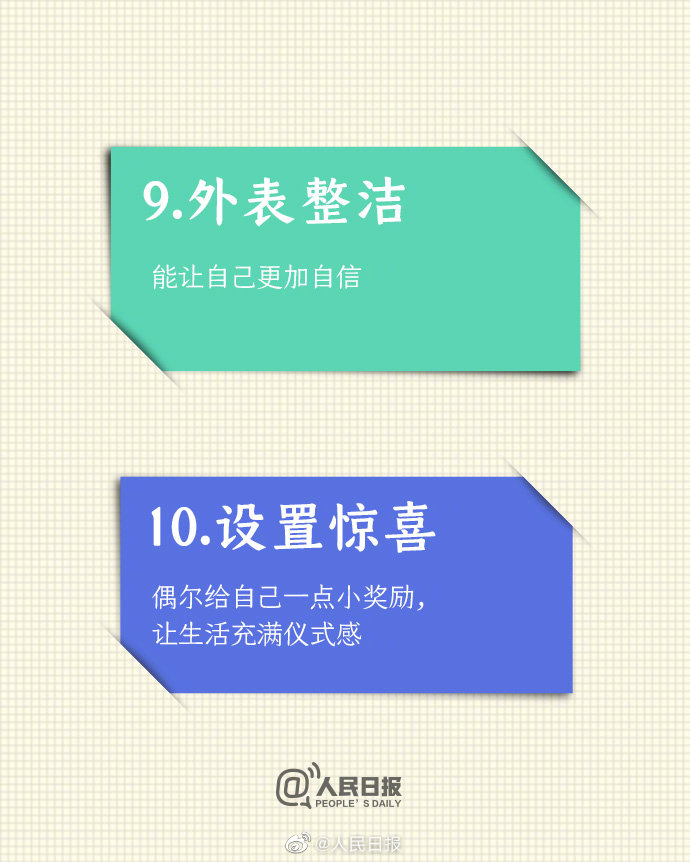 9.外表整洁
能让自己更加自信
10.设置惊喜
偶尔给自己一点小奖励,
让生活充满仪式感
@人民日报
PEOPLE'S DAILY
@人民日报